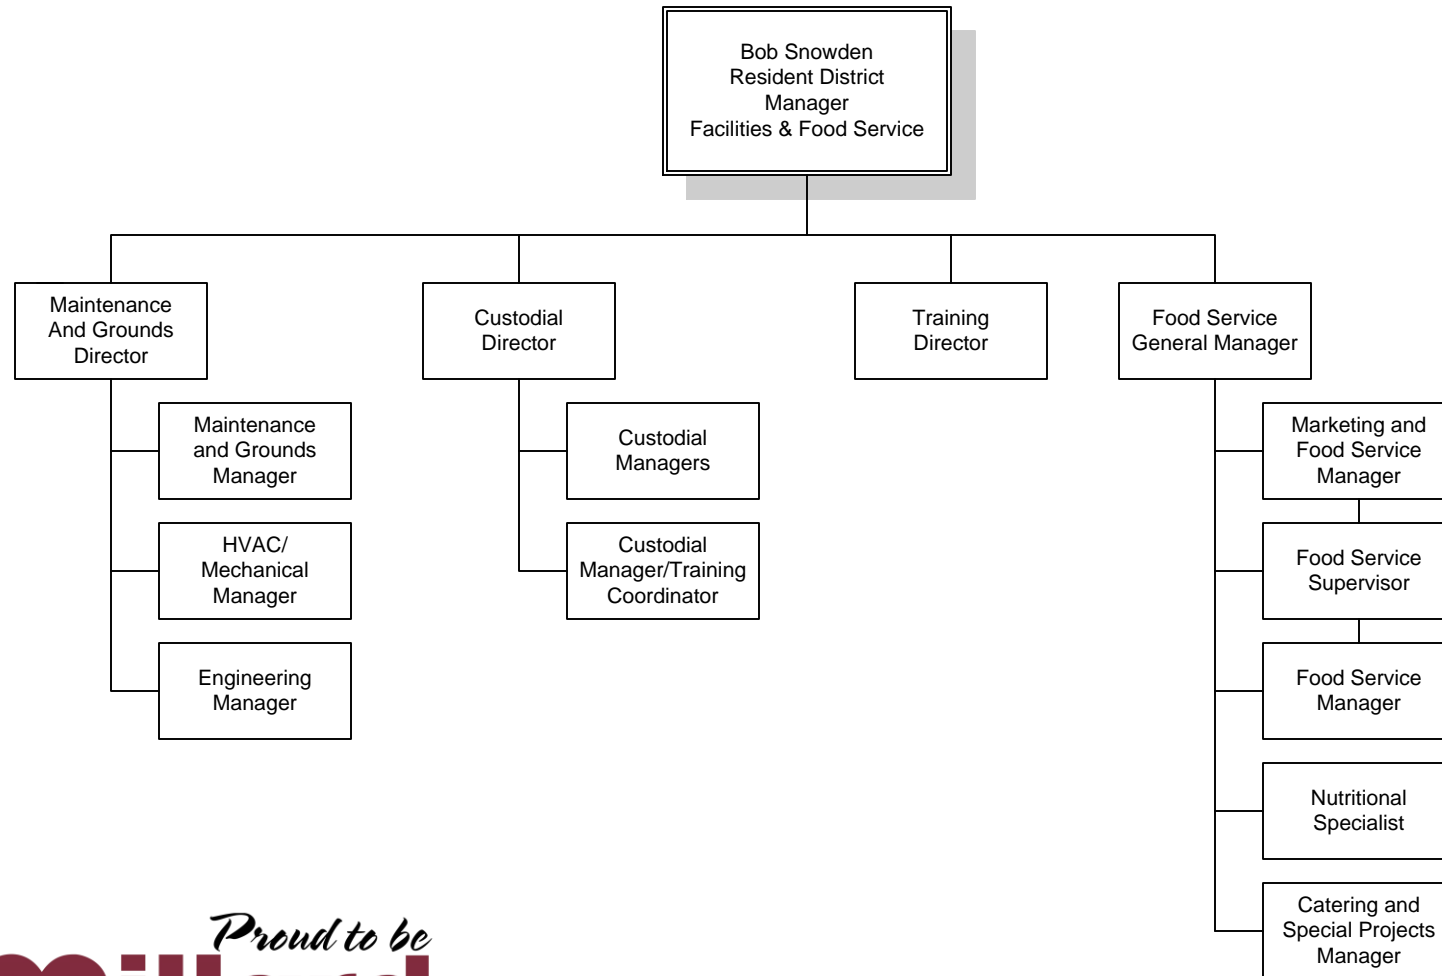 Bob Snowden
Resident District
Manager
Facilities & Food Service
Maintenance
And Grounds
Director
Custodial
Director
Training
Director
Food Service
General Manager
Maintenance
and Grounds
Manager
HVAC/
Mechanical
Manager
Engineering
Manager
Custodial
Managers
Custodial
Manager/Training
Coordinator
Marketing and
Food Service
Manager
Food Service
Supervisor
Food Service
Manager
Nutritional
Specialist
Catering and
Special Projects
Manager
Proud to be
millard